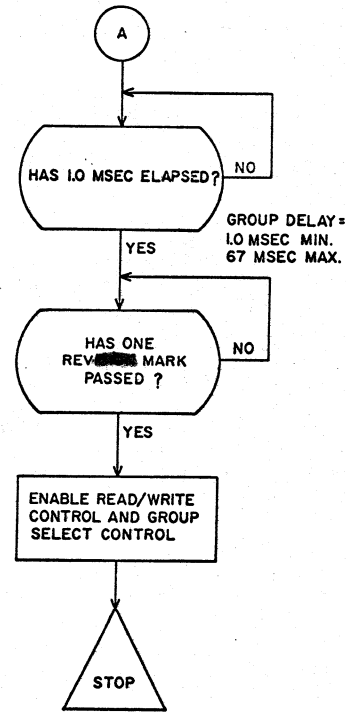 A
HAS 1.0 MSEC ELAPSED?
NO
GROUP DELAY=
1.0 MSEC MIN.
67 MSEC MAX.
YES
HAS ONE
REV MARK
PASSED ?
NO
YES
ENABLE READ/WRITE
CONTROL AND GROUP
SELECT CONTROL
STOP